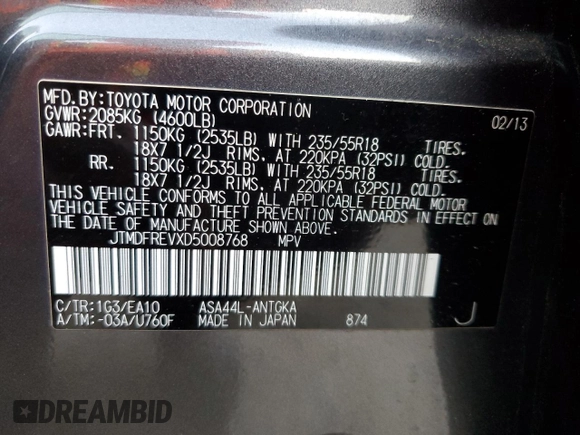 MFD.BY:TOYOTA MOTOR CORPORATION 02/13
GVWR:2085KG (4600LB)
GAWR:FRT. 1150KG (2535LB) WITH 235/55R18 TIRES.
18X7 1/2J RIMS. AT 220KPA (32PSI) COLD.
RR. 1150KG (2535LB) WITH 235/55R18 TIRES.
18X7 1/2J RIMS. AT 220KPA (32PSI) COLD.
THIS VEHICLE CONFORMS TO ALL APPLICABLE FEDERAL MOTOR
VEHICLE SAFETY AND THEFT PREVENTION STANDARDS IN EFFECT ON
THE DATE OF MANUFACTURE SHOWN ABOVE.
JTMDFREVXD5008768 MPV
C/TR:1G3/EA10 ASA44L-ANTGKA
A/TM:-03A/U760F MADE IN JAPAN 874 J
DREAMBID